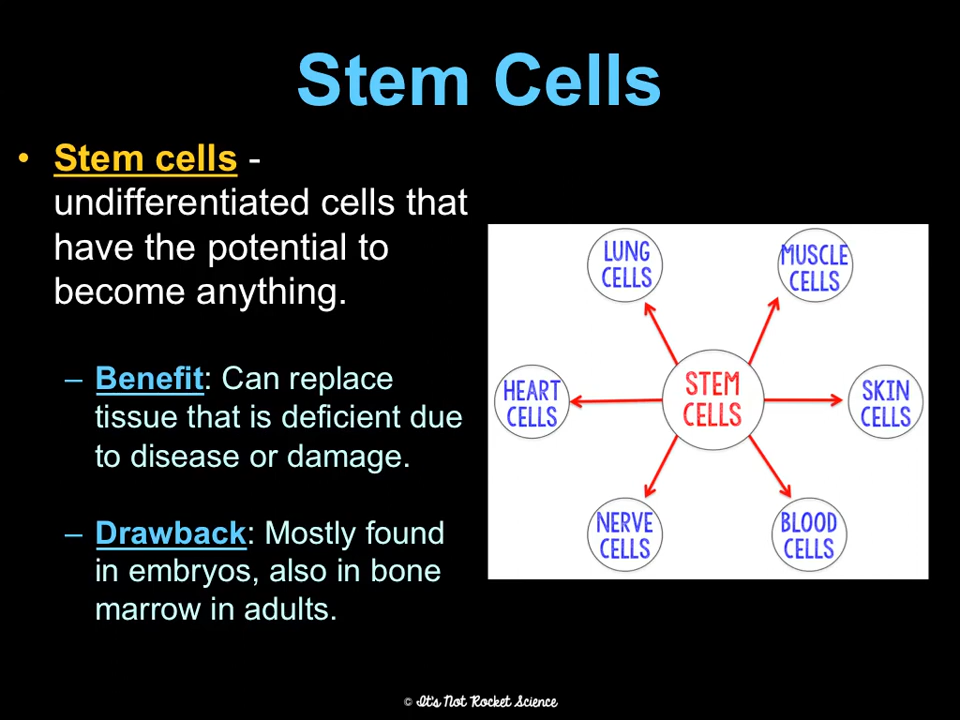 Stem Cells
• Stem cells -
undifferentiated cells that
have the potential to
become anything.
– Benefit: Can replace
tissue that is deficient due
to disease or damage.
– Drawback: Mostly found
in embryos, also in bone
marrow in adults.
LUNG
CELLS
MUSCLE
CELLS
HEART
CELLS
STEM
CELLS
SKIN
CELLS
NERVE
CELLS
BLOOD
CELLS
© It's Not Rocket Science